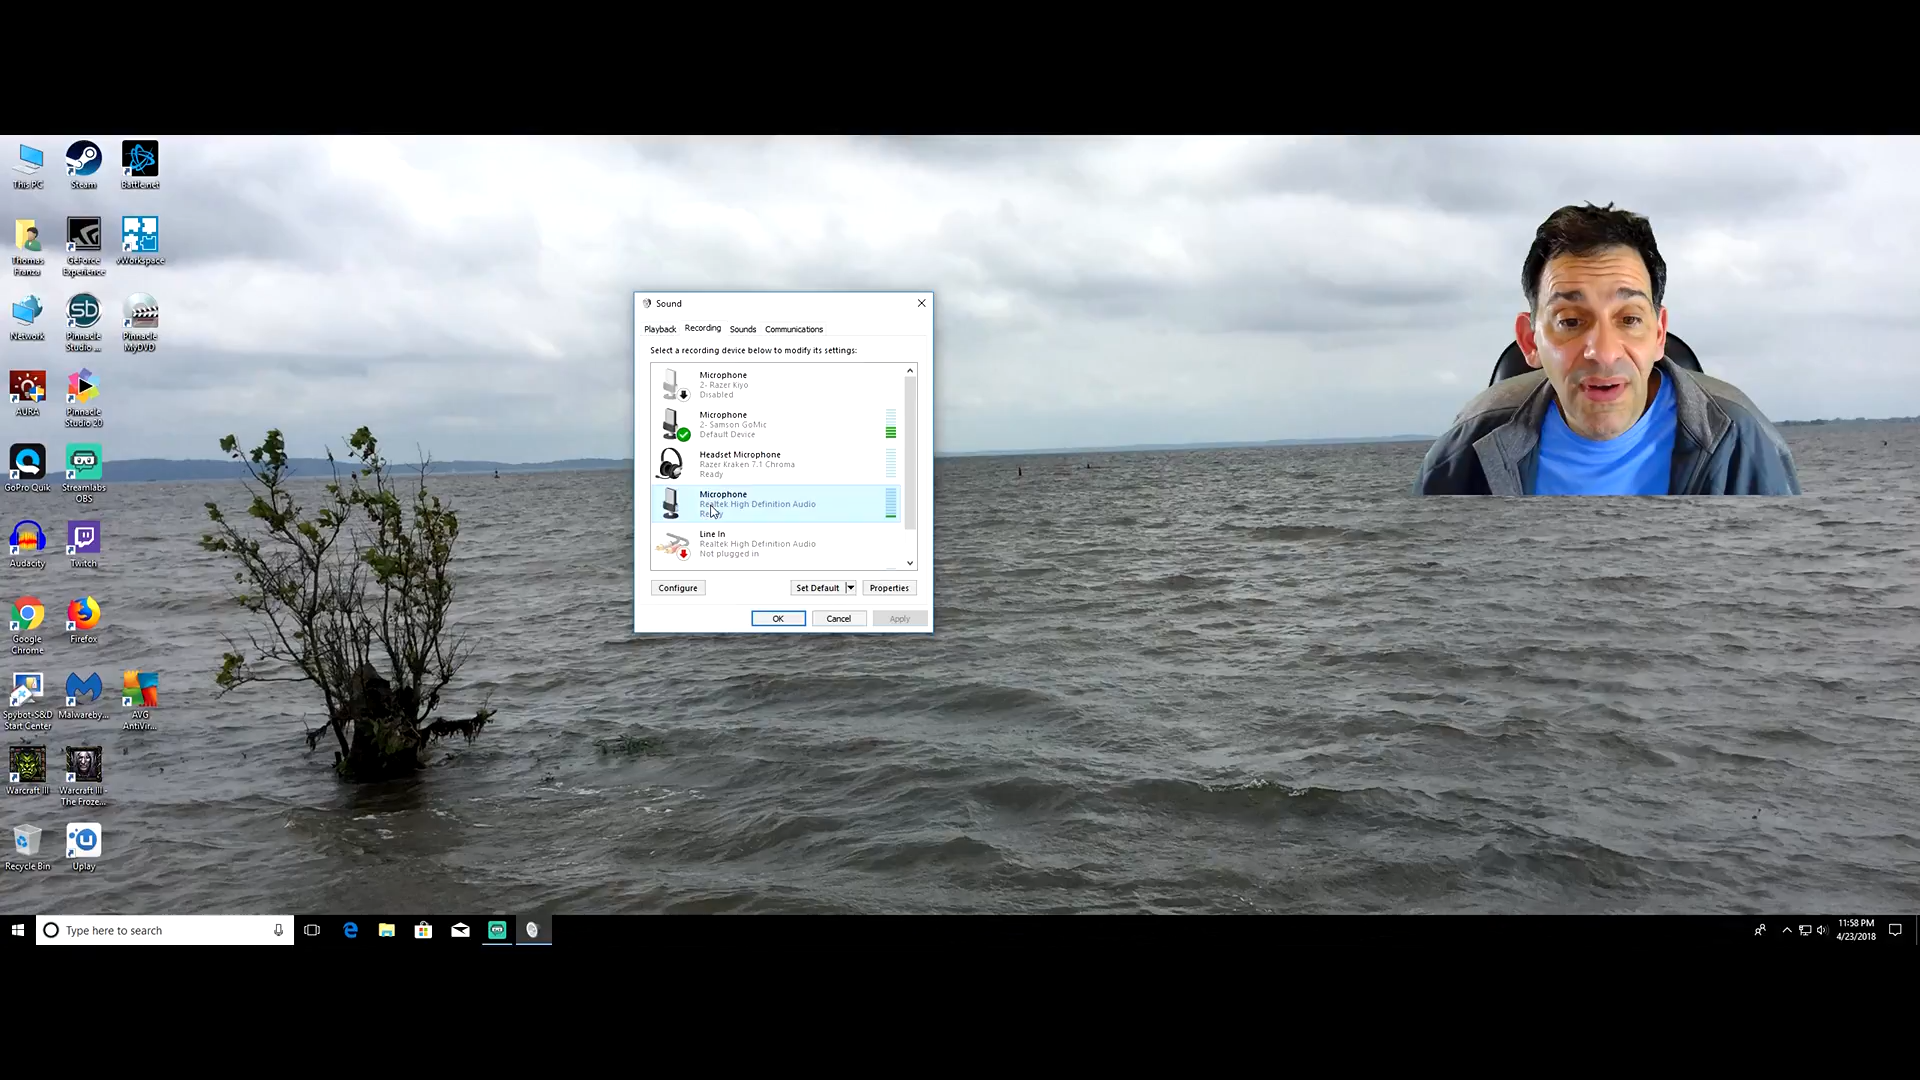 This PC
Steam
Battle.net
Thomas
Franza
GeForce
Experience
vWorkspace
Network
Pinnacle
Studio ...
Pinnacle
MyDVD
AURA
Pinnacle
Studio 20
GoPro Quik
Streamlabs
OBS
Audacity
Twitch
Google
Chrome
Firefox
Spybot-S&D
Start Center
Malwareby...
AVG
AntiVir...
Warcraft III
Warcraft III -
The Froze...
Recycle Bin
Uplay
Sound
Playback Recording Sounds Communications
Select a recording device below to modify its settings:
Microphone
2- Razer Kiyo
Disabled
Microphone
2- Samson GoMic
Default Device
Headset Microphone
Razer Kraken 7.1 Chroma
Ready
Microphone
Realtek High Definition Audio
Ready
Line In
Realtek High Definition Audio
Not plugged in
Configure Set Default Properties
OK Cancel Apply
Type here to search
11:58 PM
4/23/2018